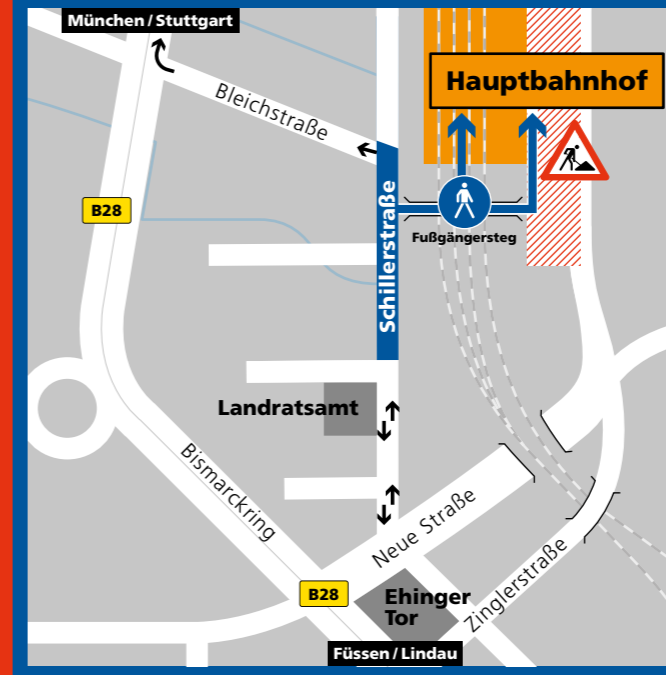 München / Stuttgart
Hauptbahnhof
Bleichstraße
B28
Schillerstraße
Fußgängersteg
Landratsamt
Bismarckring
Neue Straße
Zinglerstraße
B28
Ehinger
Tor
Füssen / Lindau